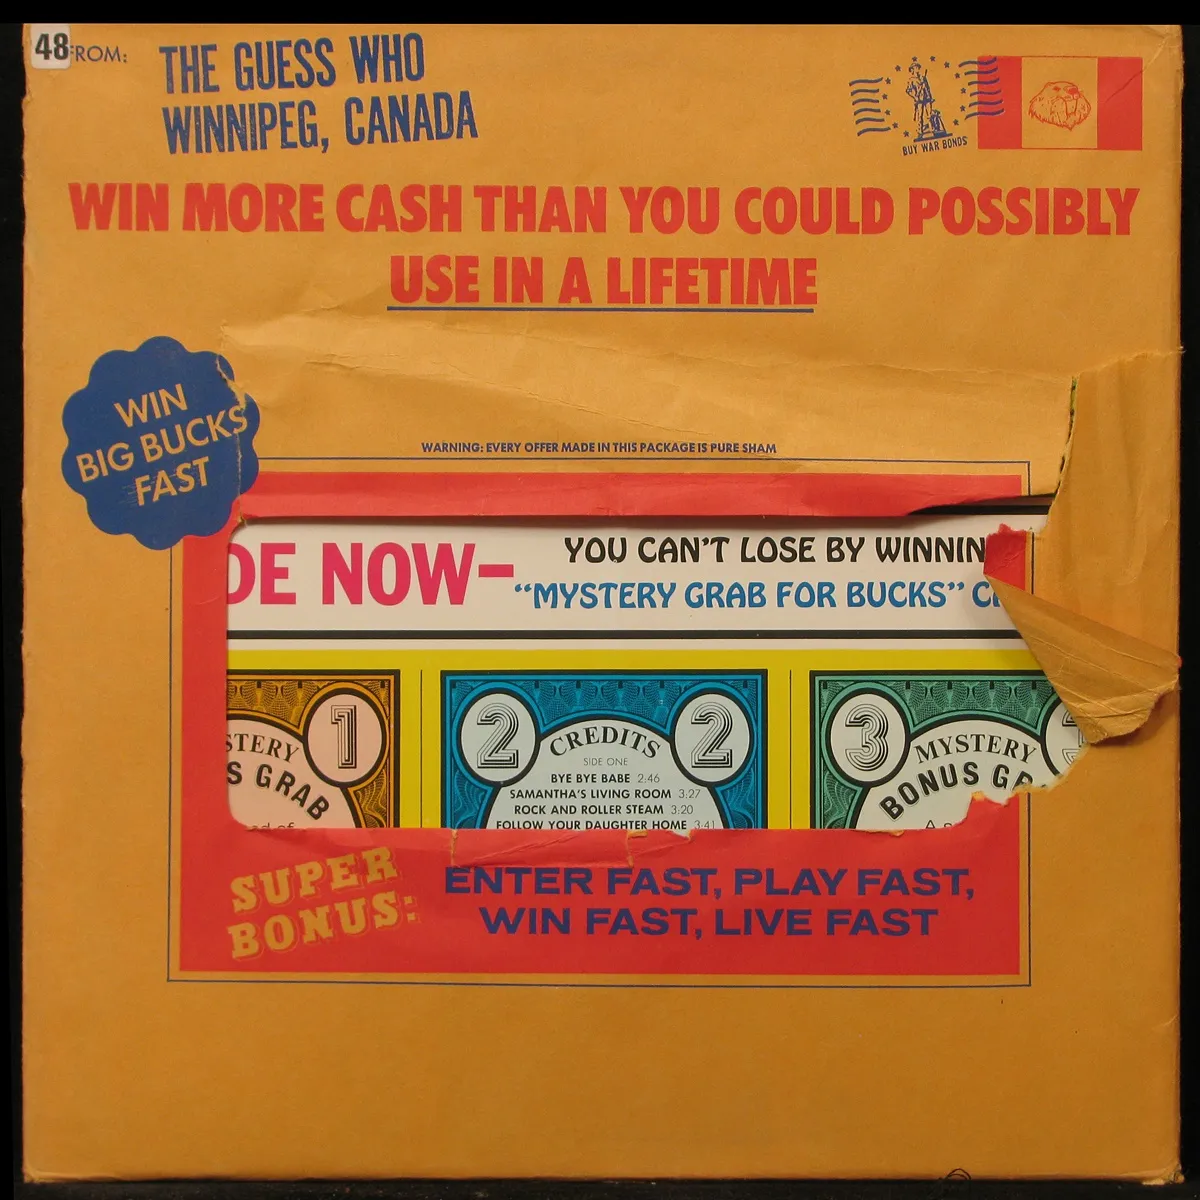 48
FROM:
THE GUESS WHO
WINNIPEG, CANADA
BUY WAR BONDS
WIN MORE CASH THAN YOU COULD POSSIBLY
USE IN A LIFETIME
WIN
BIG BUCKS
FAST
WARNING: EVERY OFFER MADE IN THIS PACKAGE IS PURE SHAM
DE NOW–
YOU CAN'T LOSE BY WINNIN
"MYSTERY GRAB FOR BUCKS"
1
STERY
S GRAB
2
2
CREDITS
SIDE ONE
BYE BYE BABE 2:46
SAMANTHA'S LIVING ROOM 3:27
ROCK AND ROLLER STEAM 3:20
FOLLOW YOUR DAUGHTER HOME 3:41
3
MYSTERY
BONUS GR
SUPER
BONUS:
ENTER FAST, PLAY FAST,
WIN FAST, LIVE FAST